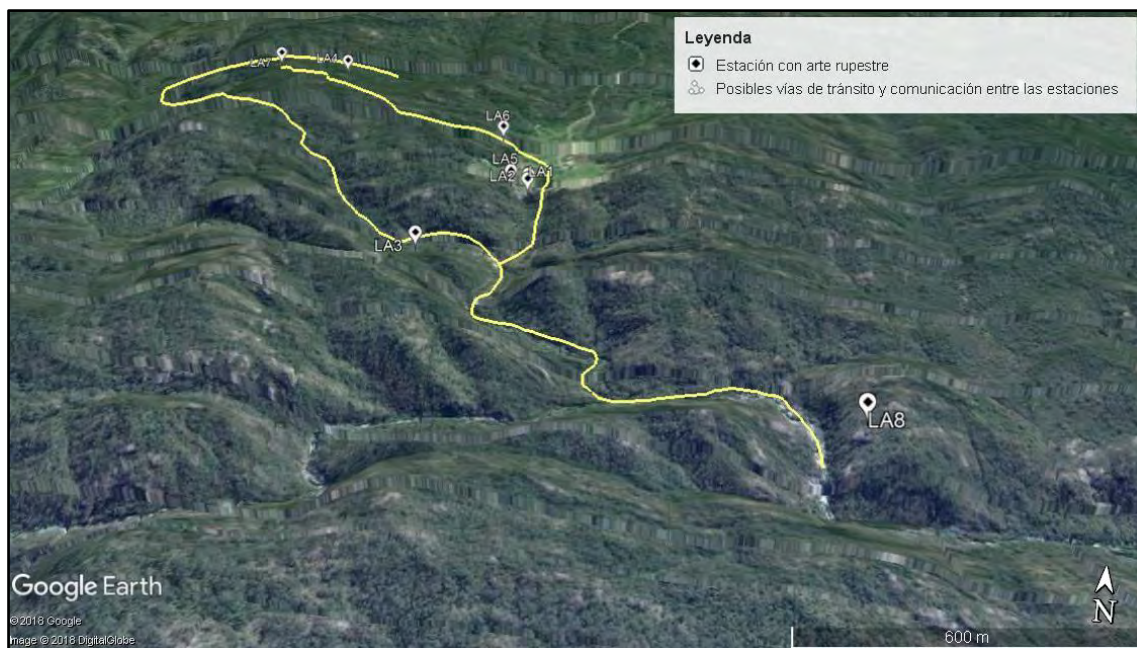 Leyenda
Estación con arte rupestre
Posibles vías de tránsito y comunicación entre las estaciones
LA7
LA4
LA6
LA5
LA2
LA1
LA3
LA8
Google Earth
©2018 Google
Image © 2018 DigitalGlobe
N
600 m